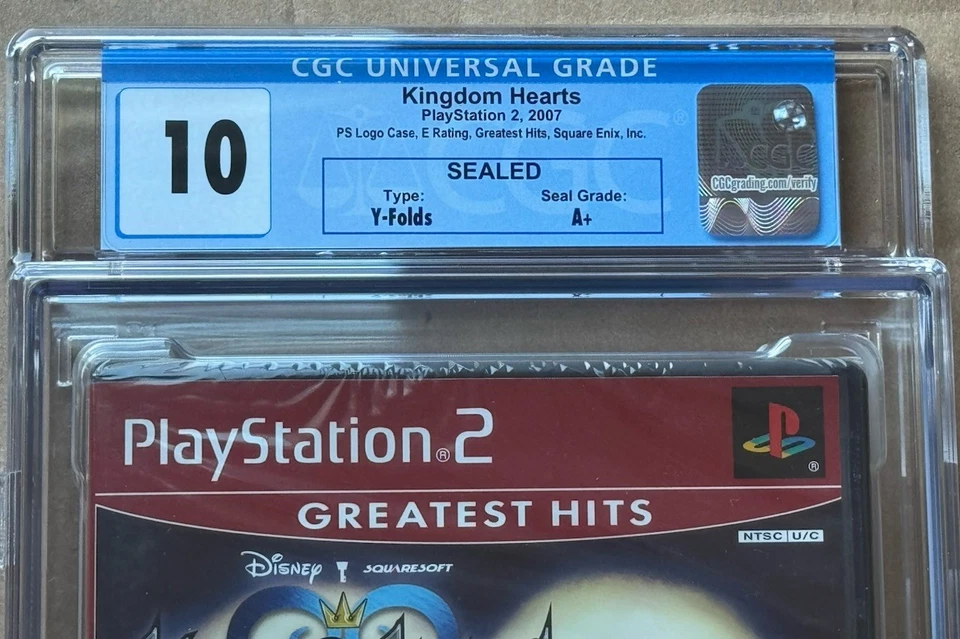 CGC UNIVERSAL GRADE
10
Kingdom Hearts
PlayStation 2, 2007
PS Logo Case, E Rating, Greatest Hits, Square Enix, Inc.
SEALED
Type:
Y-Folds
Seal Grade:
A+
CGC
CGCgrading.com/verify
PlayStation®2
®
GREATEST HITS
NTSC U/C
Disney
SQUARESOFT